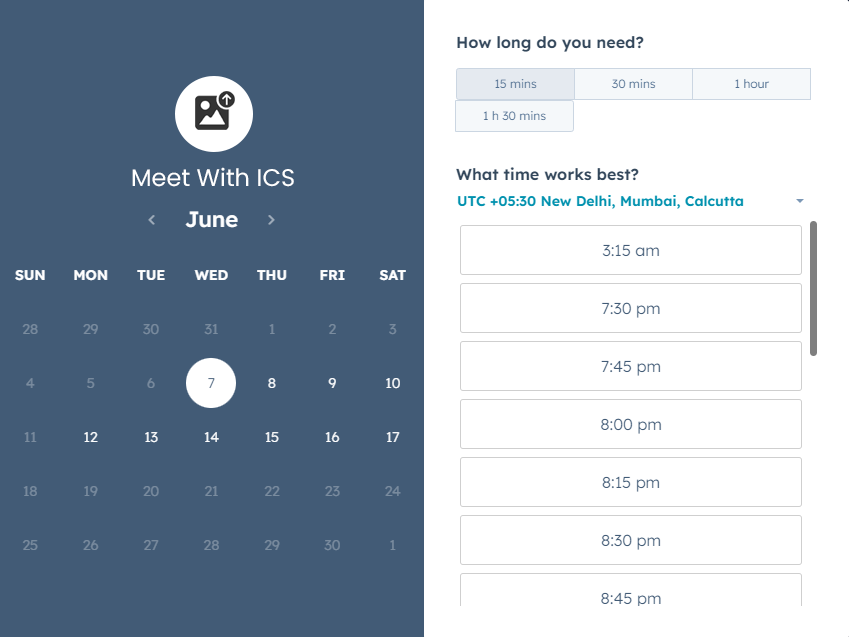 Meet With ICS
June
SUN MON TUE WED THU FRI SAT
28 29 30 31 1 2 3
4 5 6 7 8 9 10
11 12 13 14 15 16 17
18 19 20 21 22 23 24
25 26 27 28 29 30 1
How long do you need?
15 mins 30 mins 1 hour
1 h 30 mins
What time works best?
UTC +05:30 New Delhi, Mumbai, Calcutta
3:15 am
7:30 pm
7:45 pm
8:00 pm
8:15 pm
8:30 pm
8:45 pm